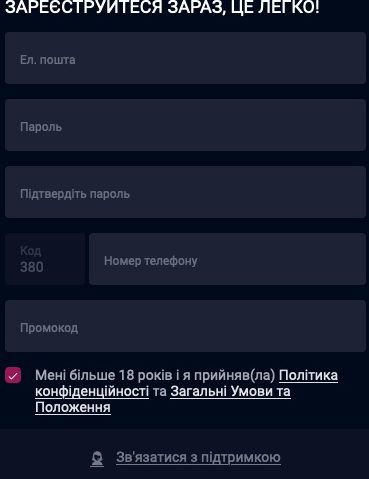 ЗАРЕЄСТРУЙТЕСЯ ЗАРАЗ, ЦЕ ЛЕГКО!
Ел. пошта
Пароль
Підтвердіть пароль
Код
380
Номер телефону
Промокод
Мені більше 18 років і я прийняв(ла) Політика
конфіденційності та Загальні Умови та
Положення
Зв'язатися з підтримкою